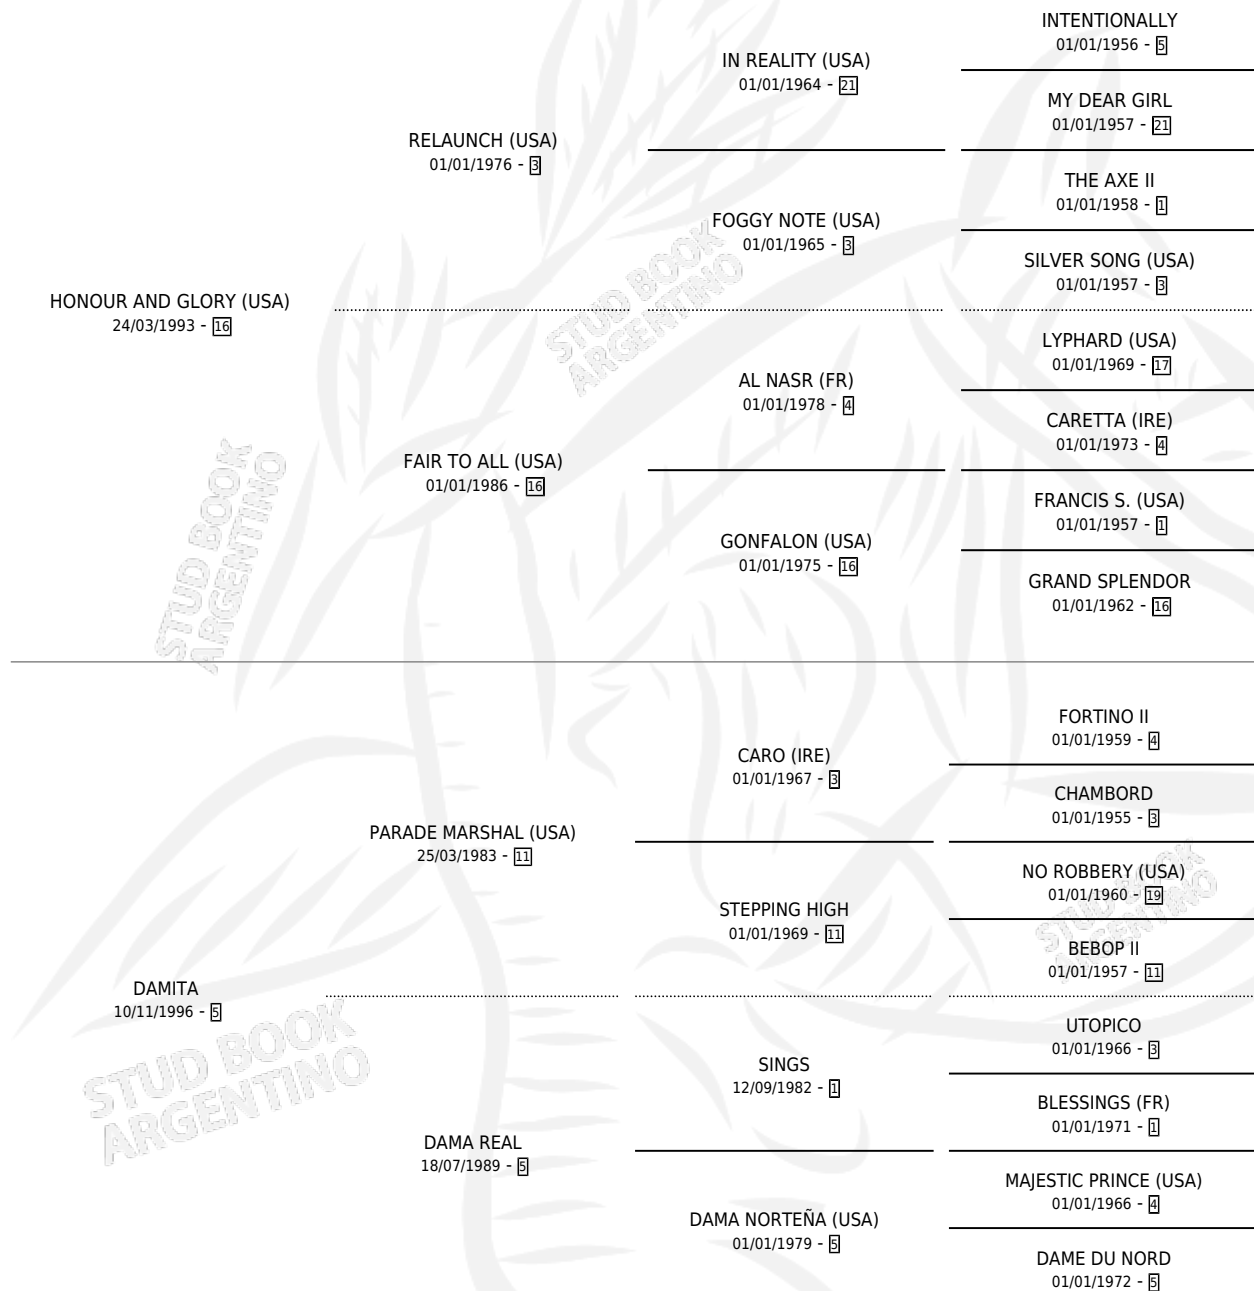 INTENTIONALLY
01/01/1956 - 5
IN REALITY (USA)
01/01/1964 - 21
MY DEAR GIRL
01/01/1957 - 21
RELAUNCH (USA)
01/01/1976 - 3
THE AXE II
01/01/1958 - 1
FOGGY NOTE (USA)
01/01/1965 - 3
SILVER SONG (USA)
01/01/1957 - 3
HONOUR AND GLORY (USA)
24/03/1993 - 16
LYPHARD (USA)
01/01/1969 - 17
AL NASR (FR)
01/01/1978 - 4
CARETTA (IRE)
01/01/1973 - 4
FAIR TO ALL (USA)
01/01/1986 - 16
FRANCIS S. (USA)
01/01/1957 - 1
GONFALON (USA)
01/01/1975 - 16
GRAND SPLENDOR
01/01/1962 - 16
FORTINO II
01/01/1959 - 4
CARO (IRE)
01/01/1967 - 3
CHAMBORD
01/01/1955 - 3
PARADE MARSHAL (USA)
25/03/1983 - 11
NO ROBBERY (USA)
01/01/1960 - 19
STEPPING HIGH
01/01/1969 - 11
BEBOP II
01/01/1957 - 11
DAMITA
10/11/1996 - 5
UTOPICO
01/01/1966 - 3
SINGS
12/09/1982 - 1
BLESSINGS (FR)
01/01/1971 - 1
DAMA REAL
18/07/1989 - 5
MAJESTIC PRINCE (USA)
01/01/1966 - 4
DAMA NORTEÑA (USA)
01/01/1979 - 5
DAME DU NORD
01/01/1972 - 5
STUD BOOK
ARGENTINO
STUD BOOK
ARGENTINO
STUD BOOK
ARGENTINO
STUD BOOK
ARGENTINO